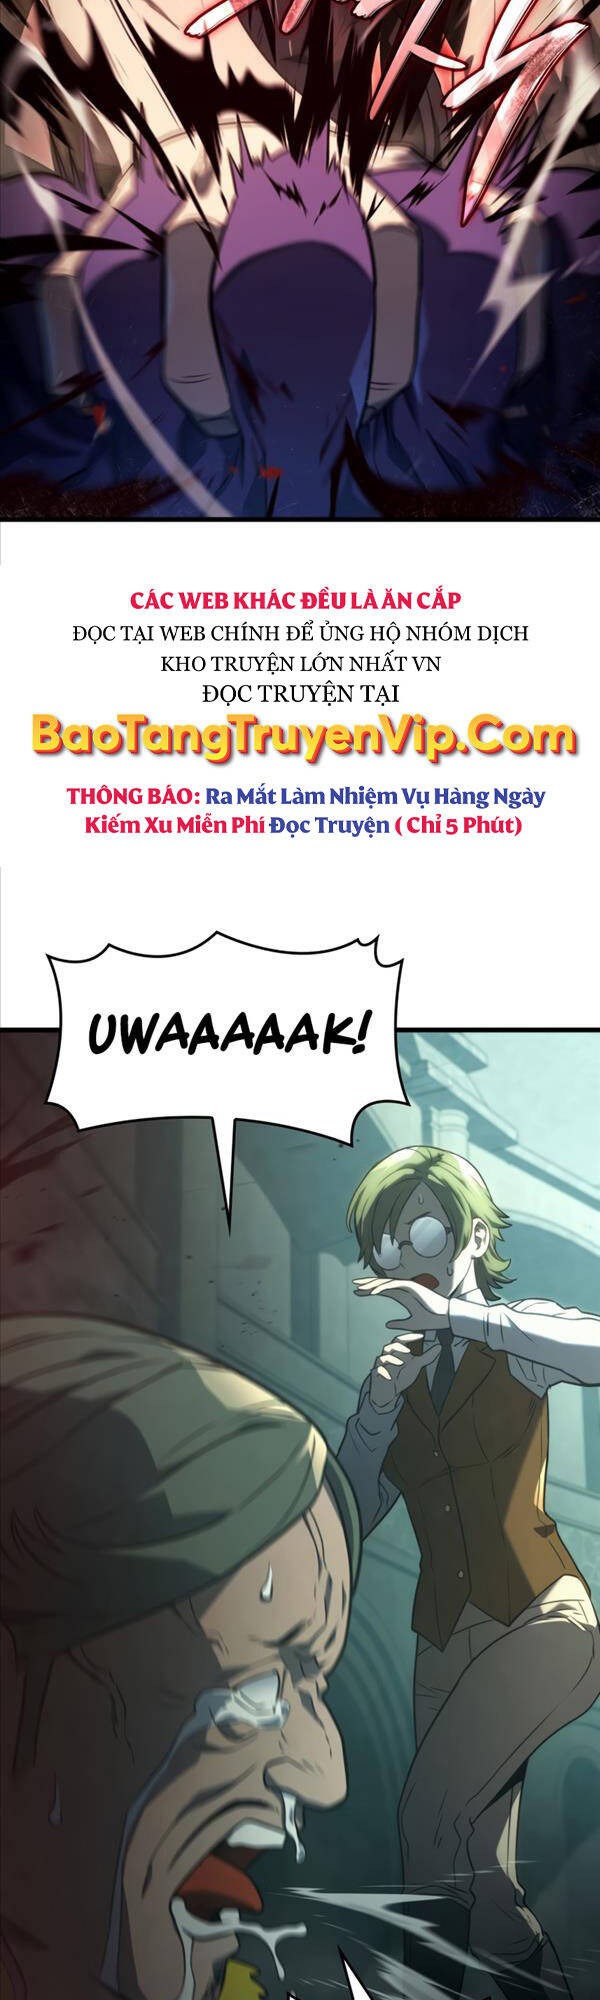 CÁC WEB KHÁC ĐỀU LÀ ĂN CẮP
ĐỌC TẠI WEB CHÍNH ĐỂ ỦNG HỘ NHÓM DỊCH
KHO TRUYỆN LỚN NHẤT VN
ĐỌC TRUYỆN TẠI
BaoTangTruyenVip.Com
THÔNG BÁO: Ra Mắt Làm Nhiệm Vụ Hàng Ngày
Kiếm Xu Miễn Phí Đọc Truyện ( Chỉ 5 Phút)
UWAAAAAK!